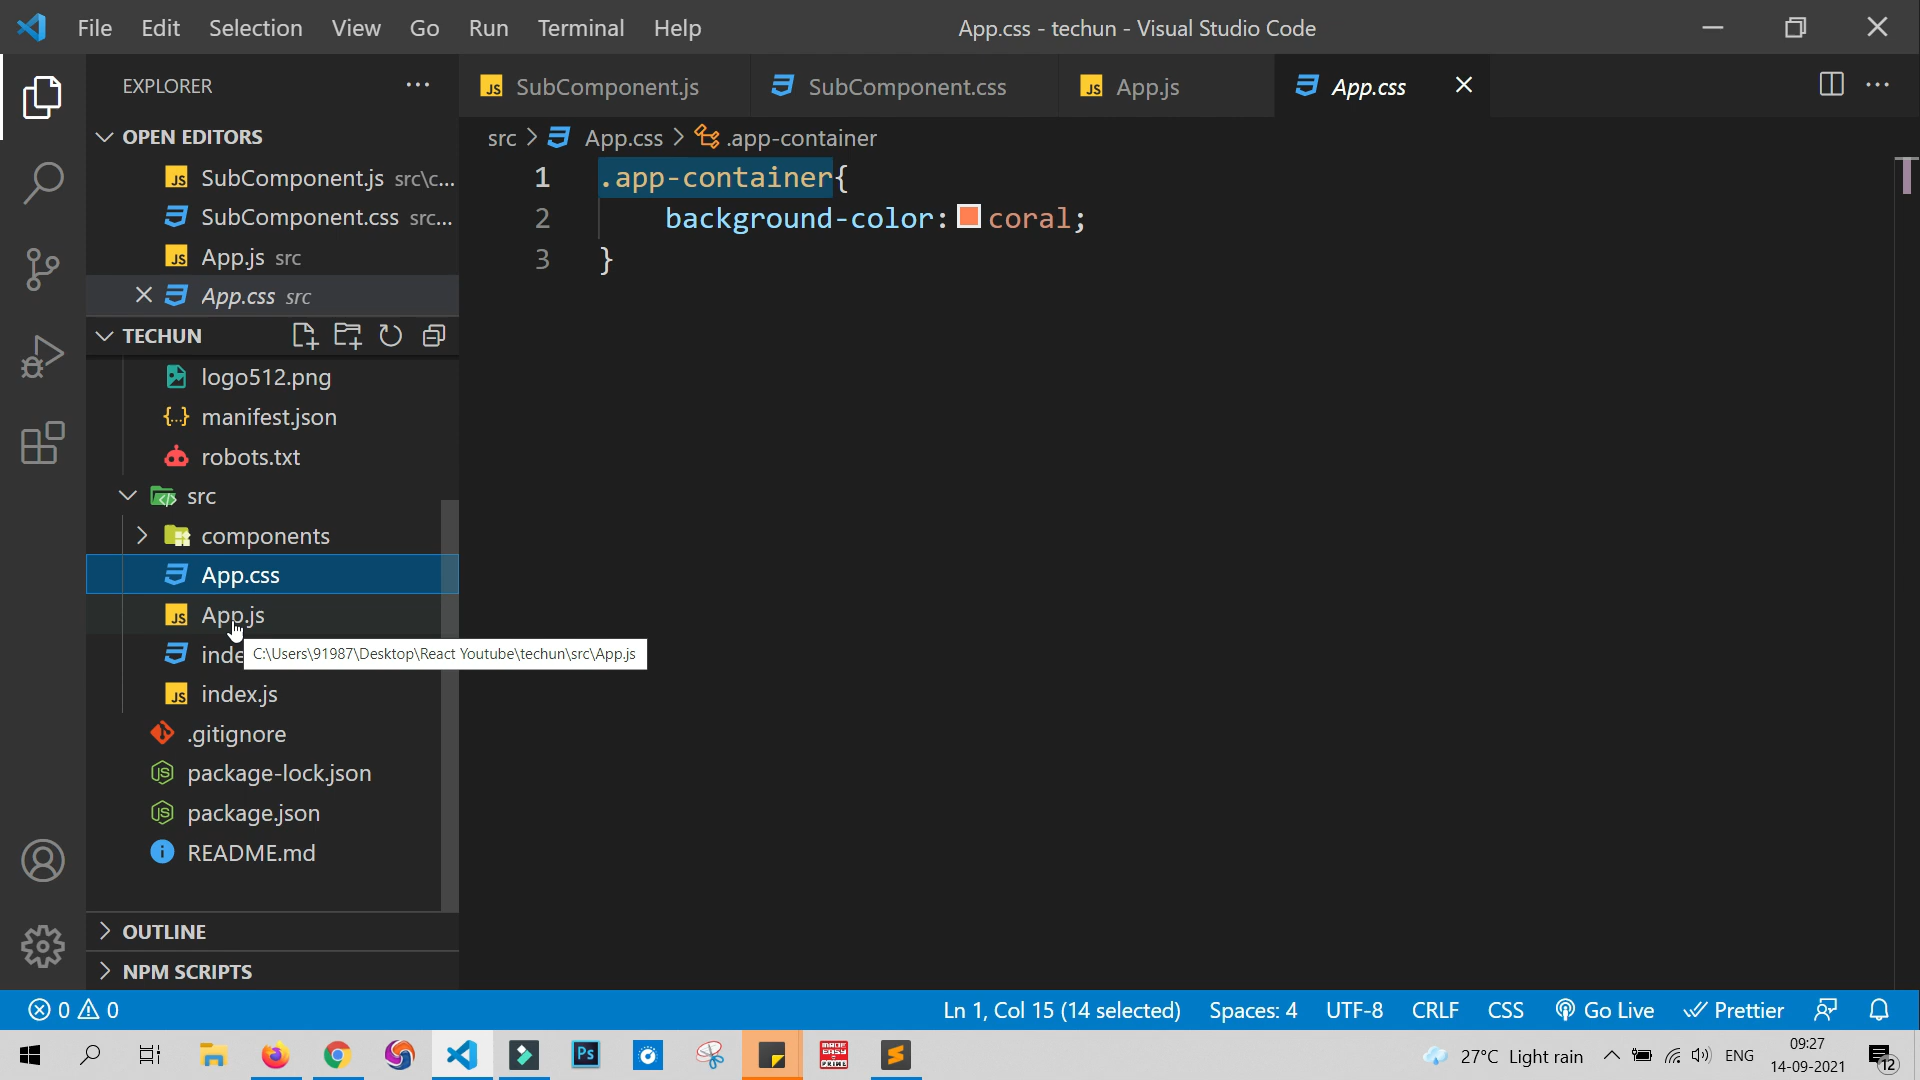 File Edit Selection View Go Run Terminal Help
App.css - techun - Visual Studio Code
EXPLORER
OPEN EDITORS
SubComponent.js src\c...
SubComponent.css src...
App.js src
App.css src
TECHUN
logo512.png
manifest.json
robots.txt
src
components
App.css
App.js
inde
C:\Users\91987\Desktop\React Youtube\techun\src\App.js
index.js
.gitignore
package-lock.json
package.json
README.md
OUTLINE
NPM SCRIPTS
SubComponent.js SubComponent.css App.js App.css
src > App.css > .app-container
1 .app-container{
2 background-color: coral;
3 }
0 0
Ln 1, Col 15 (14 selected) Spaces: 4 UTF-8 CRLF CSS Go Live Prettier
Ps
MADE EASY PRIME
27°C Light rain
ENG
09:27
14-09-2021
12